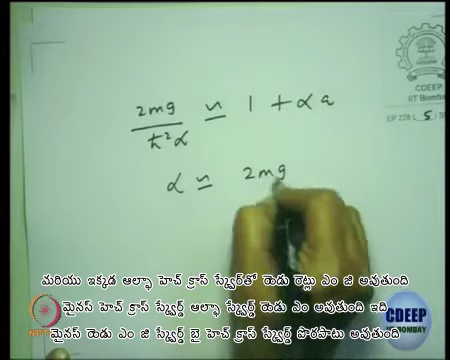 CDEEP
IIT Bombay
EP 228 L 5 /
2mg / ħ²α ≃ 1 + αa
α ≃ 2mg
మరియు ఇక్కడ ఆల్ఫా హెచ్ క్రాస్ స్క్వేర్‌తో రెండు రెట్లు ఎం జి అవుతుంది
మైనస్ హెచ్ క్రాస్ స్క్వేర్డ్ ఆల్ఫా స్క్వేర్డ్ రెండు ఎం అవుతుంది ఇది
మైనస్ రెండు ఎం జి స్క్వేర్డ్ బై హెచ్ క్రాస్ స్క్వేర్డ్ పొరపాటు అవుతుంది
NPTEL
CDEEP
IIT BOMBAY